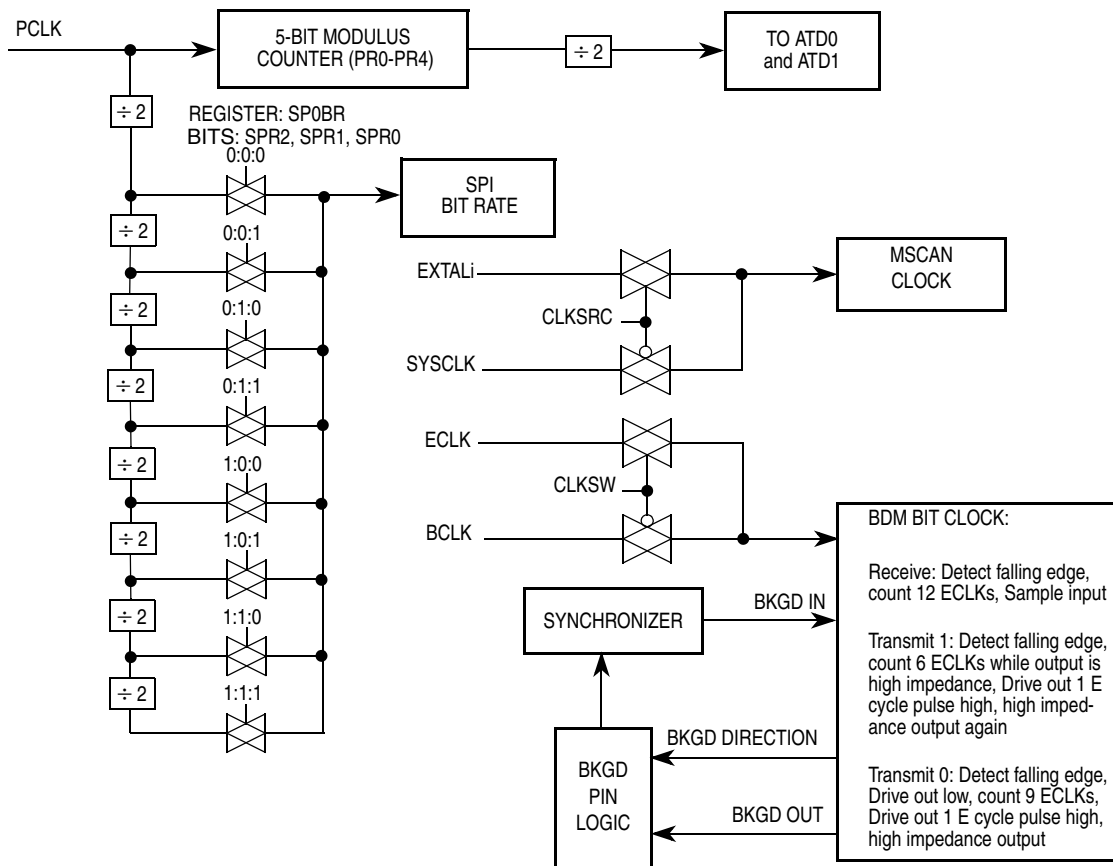 PCLK
5-BIT MODULUS
COUNTER (PR0-PR4)
÷ 2
TO ATD0
and ATD1
÷ 2
REGISTER: SP0BR
BITS: SPR2, SPR1, SPR0
0:0:0
SPI
BIT RATE
÷ 2
0:0:1
÷ 2
0:1:0
÷ 2
0:1:1
÷ 2
1:0:0
÷ 2
1:0:1
÷ 2
1:1:0
÷ 2
1:1:1
EXTALi
CLKSRC
SYSCLK
MSCAN
CLOCK
ECLK
CLKSW
BCLK
BDM BIT CLOCK:
Receive: Detect falling edge,
count 12 ECLKs, Sample input
Transmit 1: Detect falling edge,
count 6 ECLKs while output is
high impedance, Drive out 1 E
cycle pulse high, high imped-
ance output again
Transmit 0: Detect falling edge,
Drive out low, count 9 ECLKs,
Drive out 1 E cycle pulse high,
high impedance output
SYNCHRONIZER
BKGD IN
BKGD DIRECTION
BKGD OUT
BKGD
PIN
LOGIC